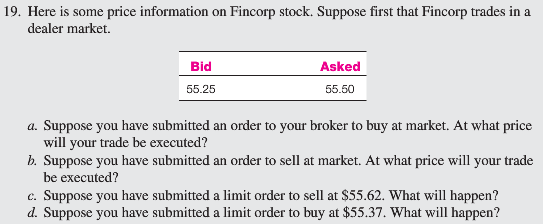 19. Here is some price information on Fincorp stock. Suppose first that Fincorp trades in a
dealer market.
Bid Asked
55.25 55.50
a. Suppose you have submitted an order to your broker to buy at market. At what price
will your trade be executed?
b. Suppose you have submitted an order to sell at market. At what price will your trade
be executed?
c. Suppose you have submitted a limit order to sell at $55.62. What will happen?
d. Suppose you have submitted a limit order to buy at $55.37. What will happen?